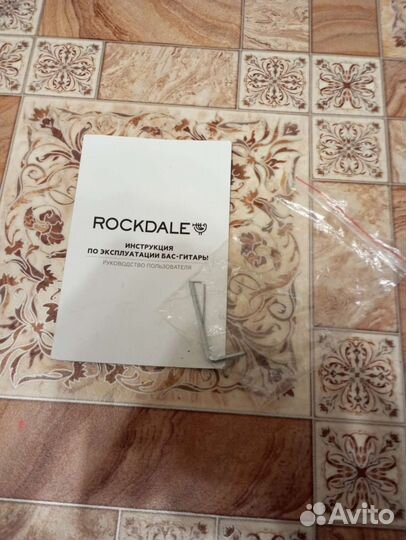 ROCKDALE
ИНСТРУКЦИЯ
ПО ЭКСПЛУАТАЦИИ БАС-ГИТАРЫ
РУКОВОДСТВО ПОЛЬЗОВАТЕЛЯ
Avito